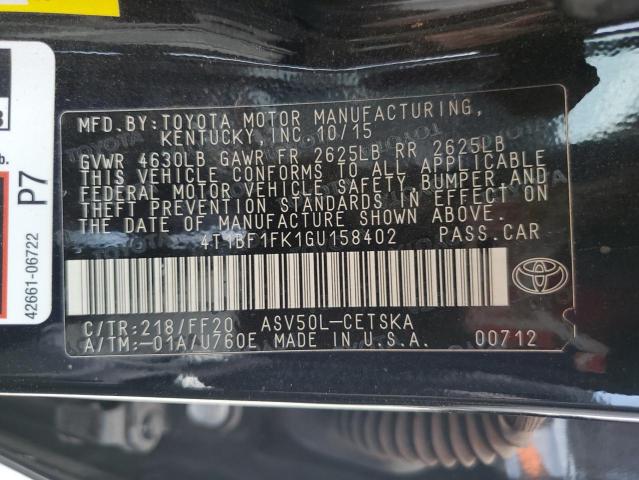 MFD.BY:TOYOTA MOTOR MANUFACTURING,
KENTUCKY,INC.10/15
GVWR 4630LB GAWR FR 2625LB RR 2625LB
THIS VEHICLE CONFORMS TO ALL APPLICABLE
FEDERAL MOTOR VEHICLE SAFETY,BUMPER,AND
THEFT PREVENTION STANDARDS IN EFFECT ON
THE DATE OF MANUFACTURE SHOWN ABOVE.
4T1BF1FK1GU158402 PASS.CAR
C/TR:218/FF20 ASV50L-CETSKA
A/TM:-01A/U760E MADE IN U.S.A. 00712
P7
42661-06722
b.